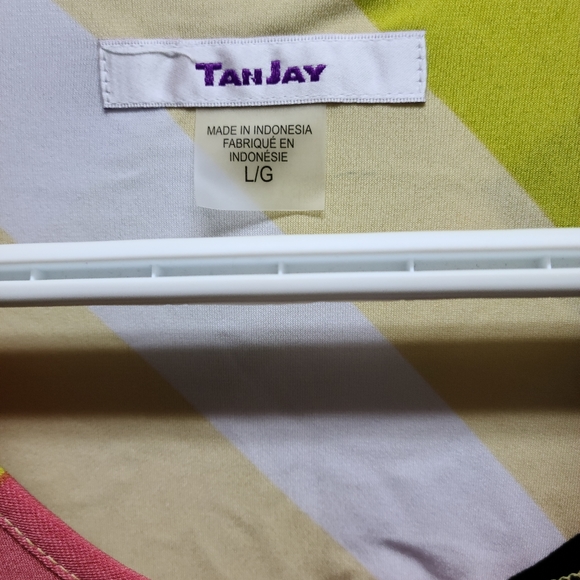 TANJAY
MADE IN INDONESIA
FABRIQUÉ EN
INDONÉSIE
L/G